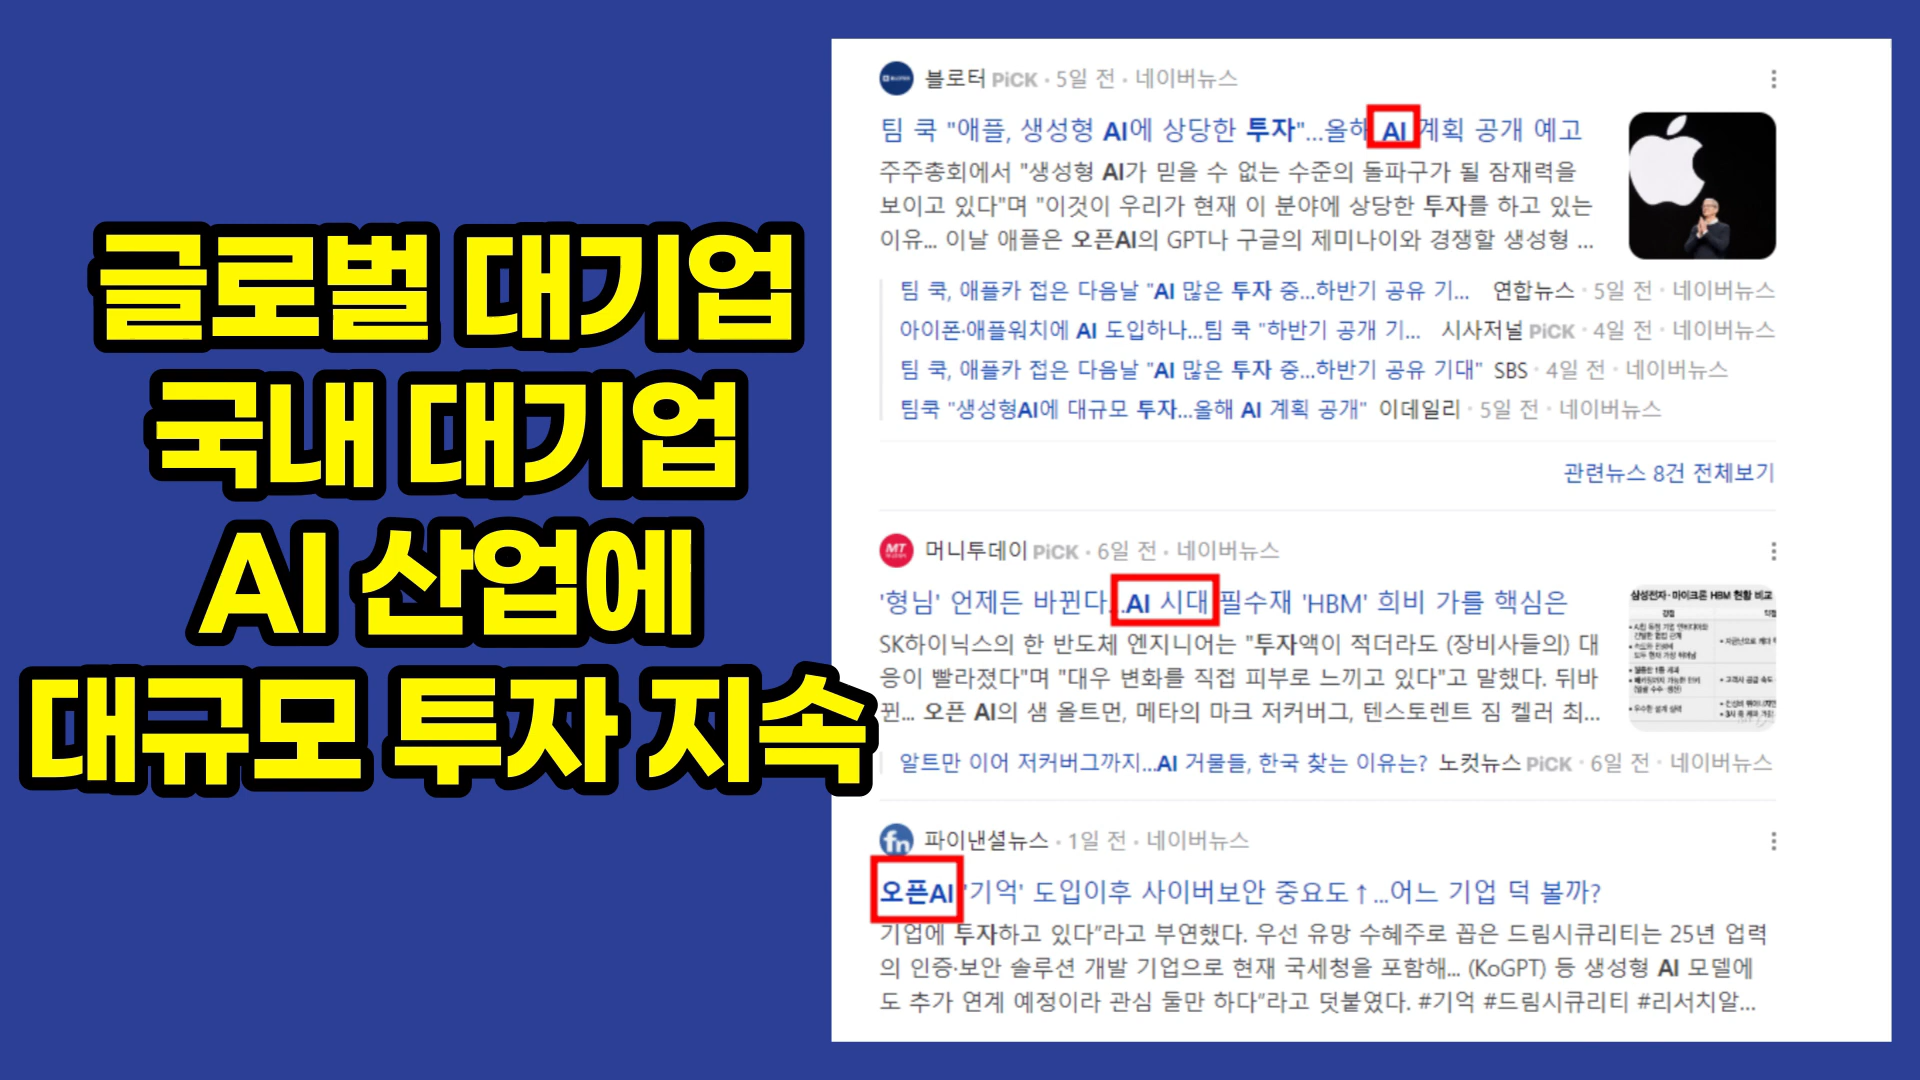 글로벌 대기업
국내 대기업
AI 산업에
대규모 투자 지속
블로터 PiCK · 5일 전 · 네이버뉴스
팀 쿡 "애플, 생성형 AI에 상당한 투자"...올해 AI 계획 공개 예고
주주총회에서 "생성형 AI가 믿을 수 없는 수준의 돌파구가 될 잠재력을
보이고 있다"며 "이것이 우리가 현재 이 분야에 상당한 투자를 하고 있는
이유... 이날 애플은 오픈AI의 GPT나 구글의 제미나이와 경쟁할 생성형 ...
팀 쿡, 애플카 접은 다음날 "AI 많은 투자 중...하반기 공유 기... 연합뉴스 · 5일 전 · 네이버뉴스
아이폰·애플워치에 AI 도입하나...팀 쿡 "하반기 공개 기... 시사저널 PiCK · 4일 전 · 네이버뉴스
팀 쿡, 애플카 접은 다음날 "AI 많은 투자 중...하반기 공유 기대" SBS · 4일 전 · 네이버뉴스
팀쿡 "생성형AI에 대규모 투자...올해 AI 계획 공개" 이데일리 · 5일 전 · 네이버뉴스
관련뉴스 8건 전체보기
MT
머니투데이 PiCK · 6일 전 · 네이버뉴스
'형님' 언제든 바뀐다...AI 시대 필수재 'HBM' 희비 가를 핵심은
SK하이닉스의 한 반도체 엔지니어는 "투자액이 적더라도 (장비사들의) 대
응이 빨라졌다"며 "대우 변화를 직접 피부로 느끼고 있다"고 말했다. 뒤바
뀐... 오픈 AI의 샘 올트먼, 메타의 마크 저커버그, 텐스토렌트 짐 켈러 최...
삼성전자·마이크론 HBM 현황 비교
알트만 이어 저커버그까지...AI 거물들, 한국 찾는 이유는? 노컷뉴스 PiCK · 6일 전 · 네이버뉴스
fn
파이낸셜뉴스 · 1일 전 · 네이버뉴스
오픈AI '기억' 도입이후 사이버보안 중요도↑...어느 기업 덕 볼까?
기업에 투자하고 있다"라고 부연했다. 우선 유망 수혜주로 꼽은 드림시큐리티는 25년 업력
의 인증·보안 솔루션 개발 기업으로 현재 국세청을 포함해... (KoGPT) 등 생성형 AI 모델에
도 추가 연계 예정이라 관심 둘만 하다"라고 덧붙였다. #기억 #드림시큐리티 #리서치알...